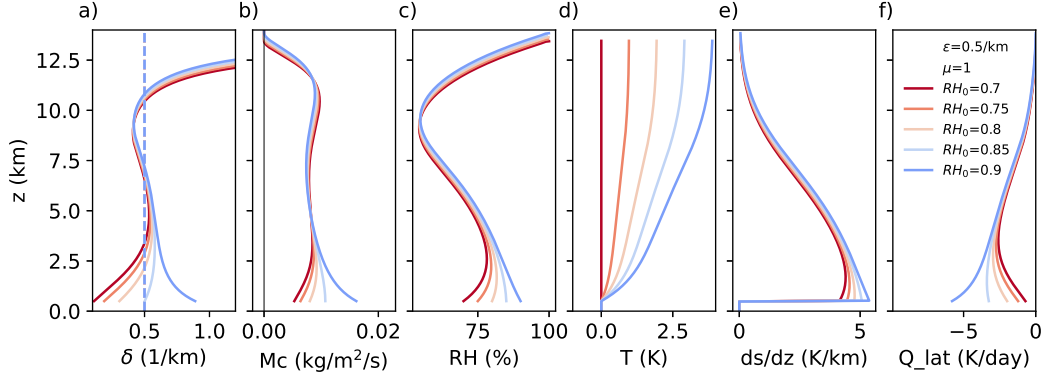 a)
b)
c)
d)
e)
f)
z (km)
12.5
10.0
7.5
5.0
2.5
0.0
0.5
1.0
δ (1/km)
0.00
0.02
Mc (kg/m²/s)
75
100
RH (%)
0.0
2.5
T (K)
0
5
ds/dz (K/km)
−5
0
Q_lat (K/day)
ε=0.5/km
μ=1
RH₀=0.7
RH₀=0.75
RH₀=0.8
RH₀=0.85
RH₀=0.9